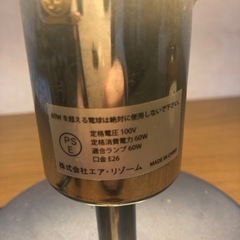 60Wを超える電球は絶対に使用しないで下さい。
PS
E
定格電圧 100V
定格消費電力 60W
適合ランプ 60W
口金 E26
MADE IN CHINA
株式会社エア・リゾーム